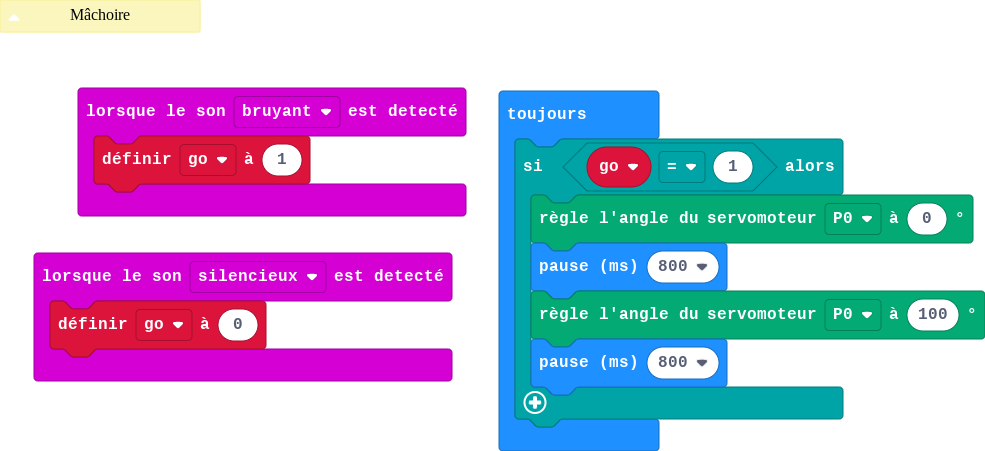 Mâchoire
lorsque le son bruyant est detecté
définir go à 1
lorsque le son silencieux est detecté
définir go à 0
toujours
si go = 1 alors
règle l'angle du servomoteur P0 à 0 °
pause (ms) 800
règle l'angle du servomoteur P0 à 100 °
pause (ms) 800